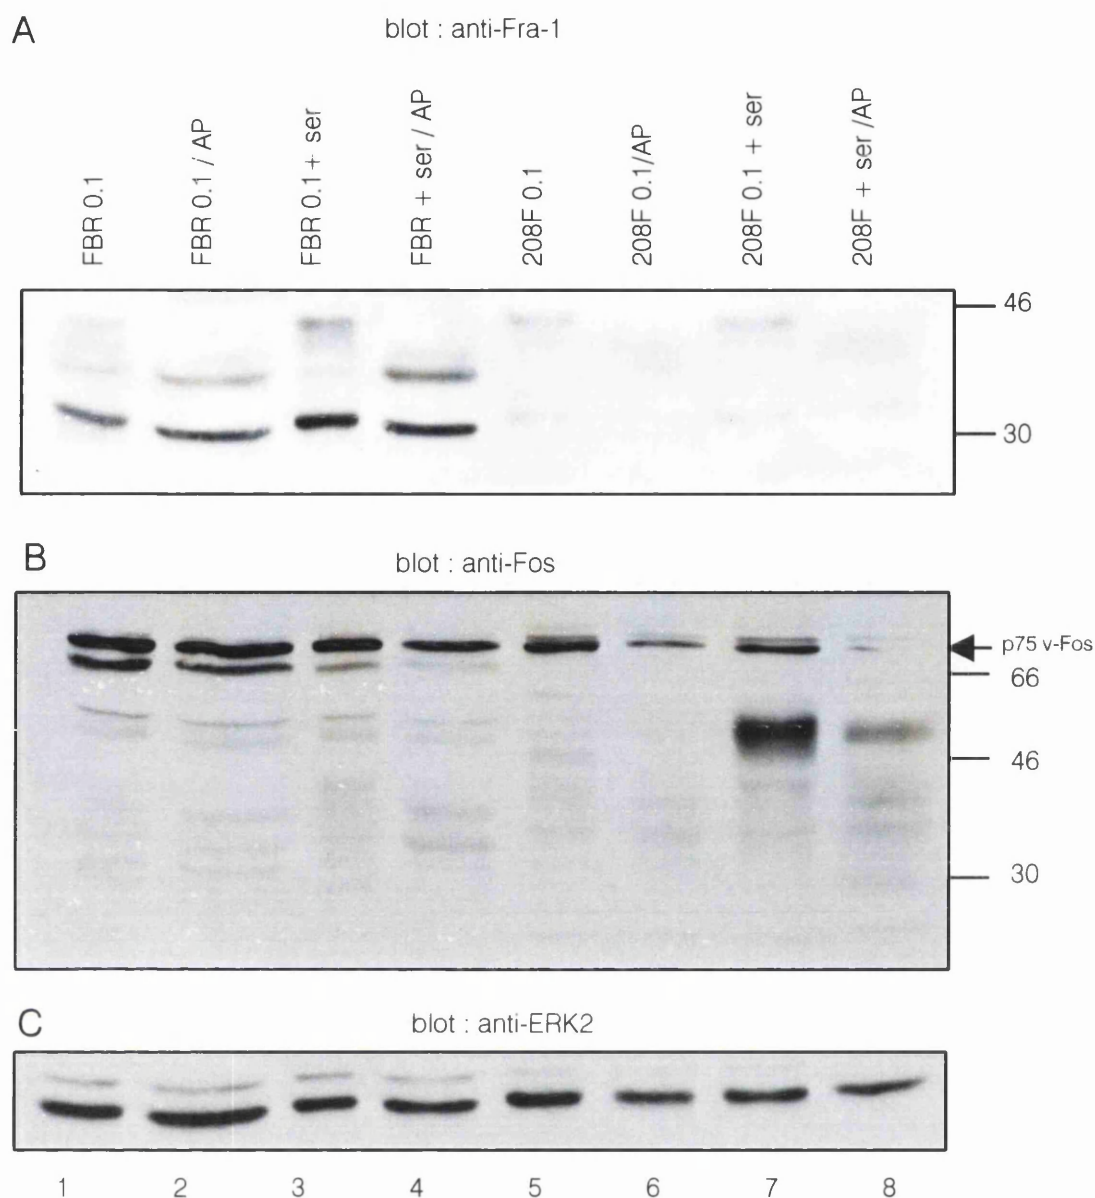 A
blot : anti-Fra-1
FBR 0.1
FBR 0.1 / AP
FBR 0.1 + ser
FBR + ser / AP
208F 0.1
208F 0.1/AP
208F 0.1 + ser
208F + ser /AP
46
30
B
blot : anti-Fos
p75 v-Fos
66
46
30
C
blot : anti-ERK2
1 2 3 4 5 6 7 8